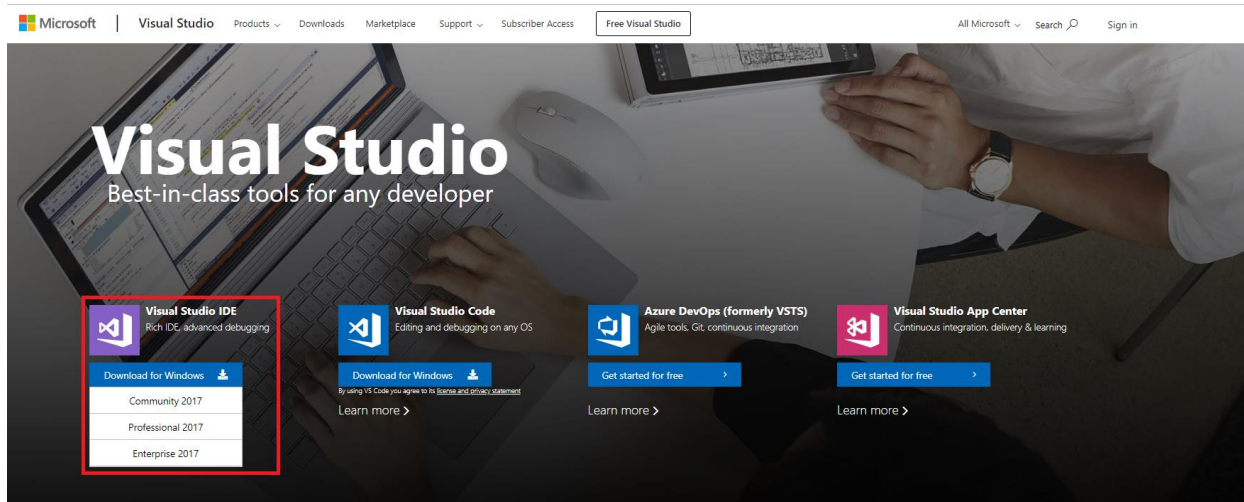 Microsoft
Visual Studio
Products
Downloads
Marketplace
Support
Subscriber Access
Free Visual Studio
All Microsoft
Search
Sign in
Visual Studio
Best-in-class tools for any developer
Visual Studio IDE
Rich IDE, advanced debugging
Download for Windows
Community 2017
Professional 2017
Enterprise 2017
Visual Studio Code
Editing and debugging on any OS
Download for Windows
By using VS Code you agree to its license and privacy statement
Learn more >
Azure DevOps (formerly VSTS)
Agile tools, Git, continuous integration
Get started for free >
Learn more >
Visual Studio App Center
Continuous integration, delivery & learning
Get started for free >
Learn more >